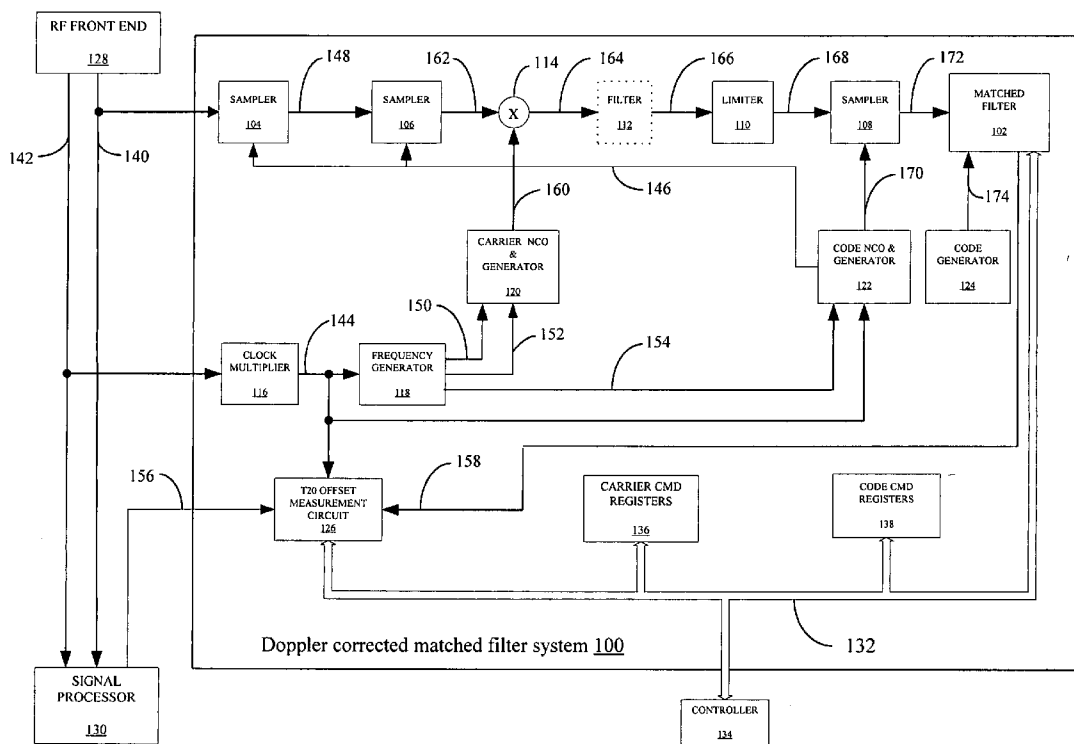 RF FRONT END
128
148
162
114
164
166
168
172
SAMPLER
104
SAMPLER
106
X
FILTER
112
LIMITER
110
SAMPLER
108
MATCHED
FILTER
102
142
140
160
146
170
174
CARRIER NCO
&
GENERATOR
120
CODE NCO &
GENERATOR
122
CODE
GENERATOR
124
150
152
144
154
CLOCK
MULTIPLIER
116
FREQUENCY
GENERATOR
118
156
158
T20 OFFSET
MEASUREMENT
CIRCUIT
126
CARRIER CMD
REGISTERS
136
CODE CMD
REGISTERS
138
Doppler corrected matched filter system 100
132
SIGNAL
PROCESSOR
130
CONTROLLER
134